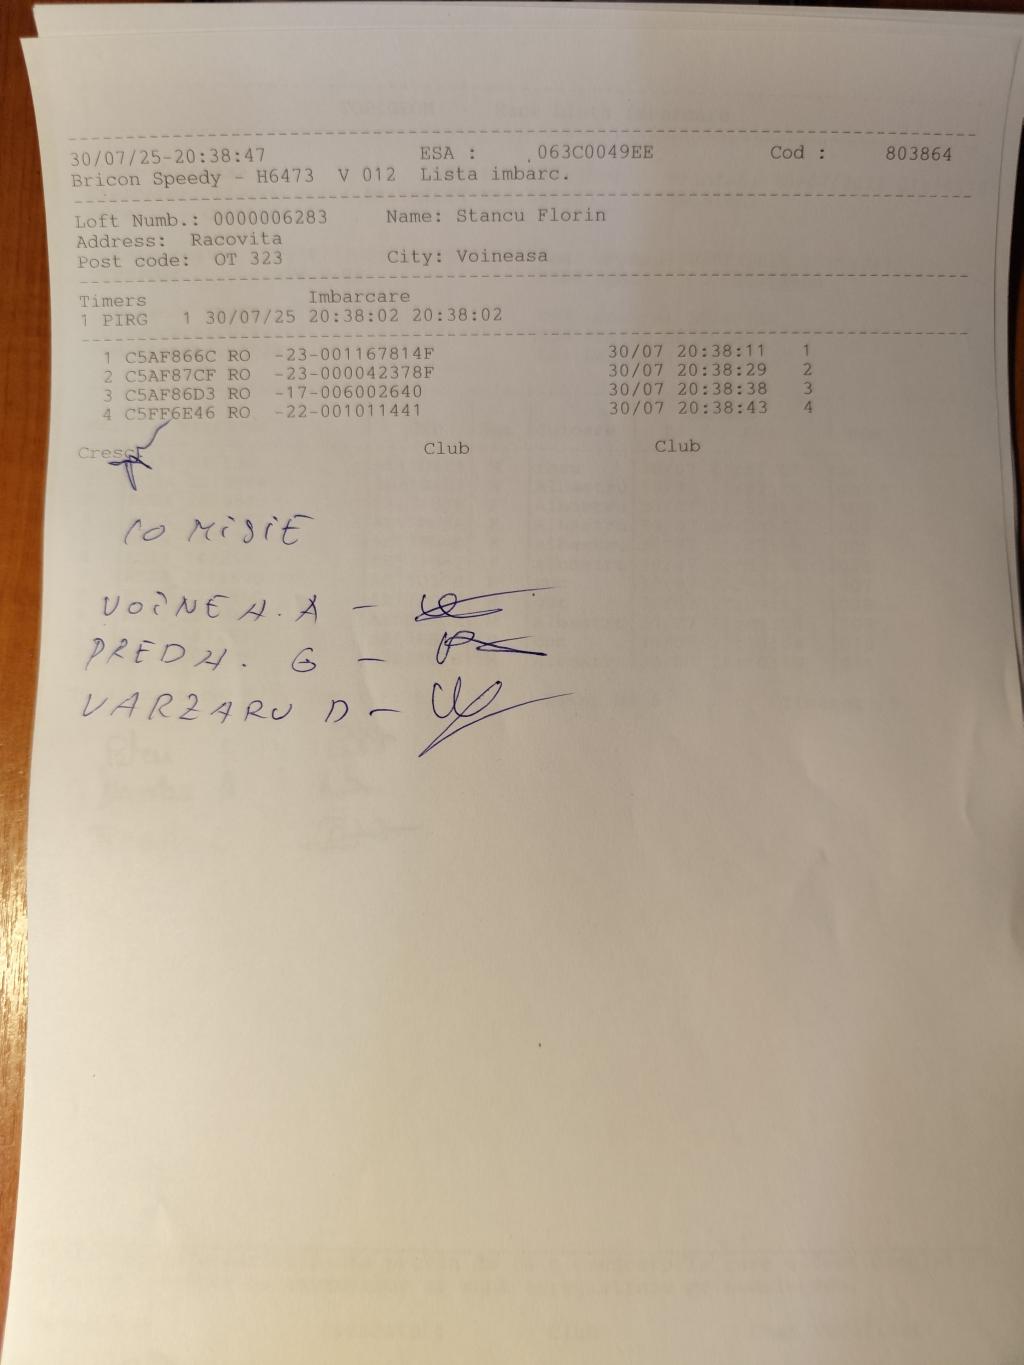 30/07/25-20:38:47 ESA : .063C0049EE Cod : 803864
Bricon Speedy - H6473 V 012 Lista imbarc.
Loft Numb.: 0000006283 Name: Stancu Florin
Address: Racovita
Post code: OT 323 City: Voineasa
Timers Imbarcare
1 PIRG 1 30/07/25 20:38:02 20:38:02
1 C5AF866C RO -23-001167814F 30/07 20:38:11 1
2 C5AF87CF RO -23-000042378F 30/07 20:38:29 2
3 C5AF86D3 RO -17-006002640 30/07 20:38:38 3
4 C5FF6E46 RO -22-001011441 30/07 20:38:43 4
Cresc. Club Club
COMISIE
VOINEA. A -
PREDA. G -
VARZARU D -